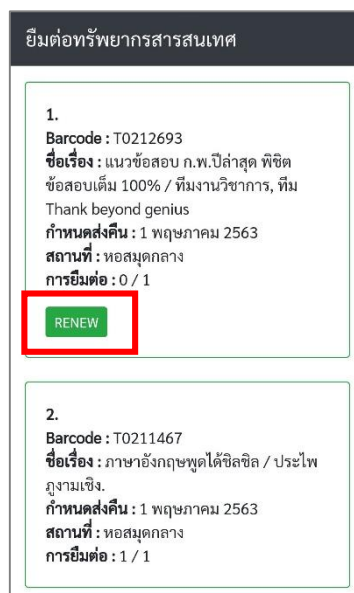 ยืมต่อทรัพยากรสารสนเทศ
1.
Barcode : T0212693
ชื่อเรื่อง : แนวข้อสอบ ก.พ.ปีล่าสุด พิชิต
ข้อสอบเต็ม 100% / ทีมงานวิชาการ, ทีม
Thank beyond genius
กำหนดส่งคืน : 1 พฤษภาคม 2563
สถานที่ : หอสมุดกลาง
การยืมต่อ : 0 / 1
RENEW
2.
Barcode : T0211467
ชื่อเรื่อง : ภาษาอังกฤษพูดได้ชิลชิล / ประไพ
ภูงามเชิง.
กำหนดส่งคืน : 1 พฤษภาคม 2563
สถานที่ : หอสมุดกลาง
การยืมต่อ : 1 / 1